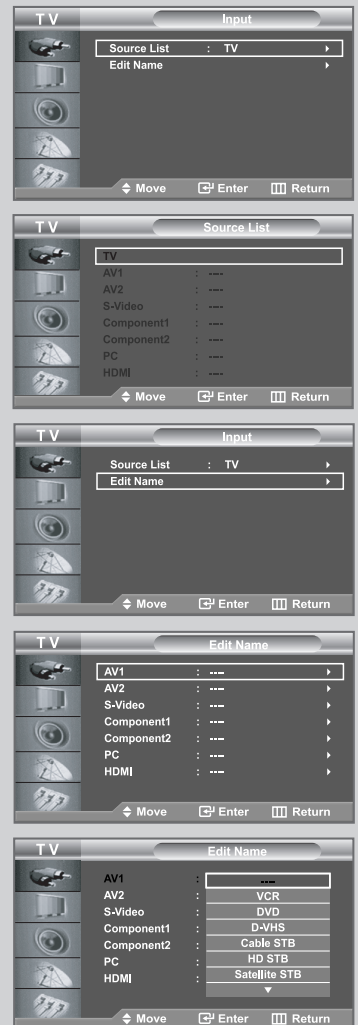 TV Input
Source List : TV
Edit Name
Move Enter Return
TV Source List
TV
AV1 : ----
AV2 : ----
S-Video : ----
Component1 : ----
Component2 : ----
PC : ----
HDMI : ----
Move Enter Return
TV Input
Source List : TV
Edit Name
Move Enter Return
TV Edit Name
AV1 : ----
AV2 : ----
S-Video : ----
Component1 : ----
Component2 : ----
PC : ----
HDMI : ----
Move Enter Return
TV Edit Name
AV1 : ----
AV2 : VCR
S-Video : DVD
Component1 : D-VHS
Component2 : Cable STB
PC : HD STB
HDMI : Satellite STB
Move Enter Return